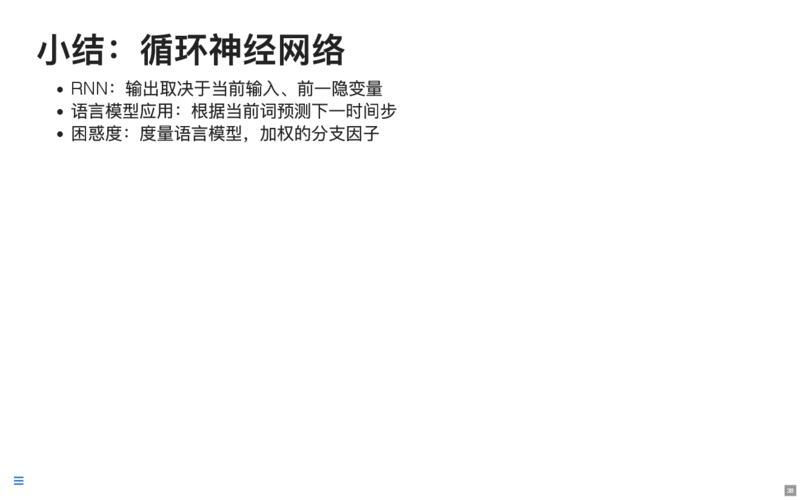 小结：循环神经网络
• RNN：输出取决于当前输入、前一隐变量
• 语言模型应用：根据当前词预测下一时间步
• 困惑度：度量语言模型，加权的分支因子
38